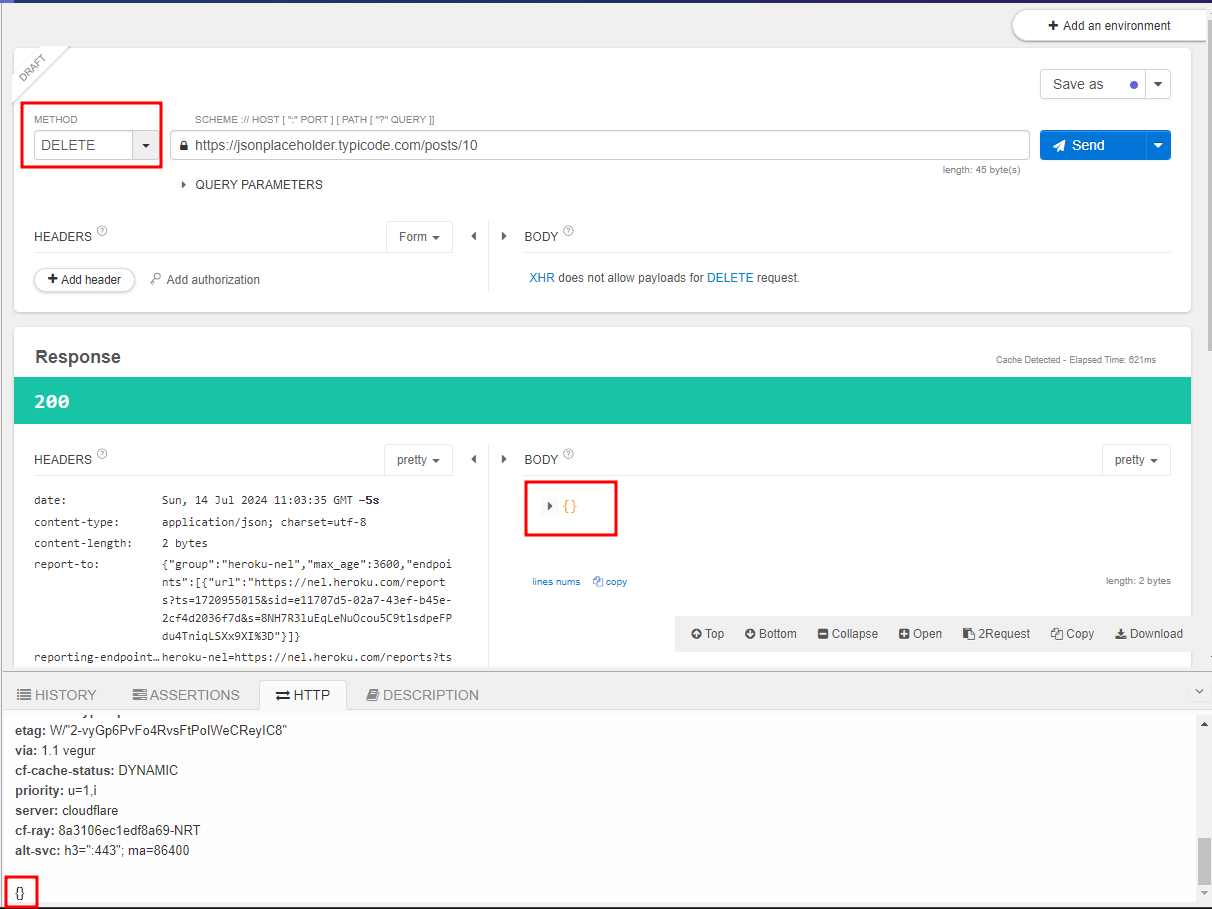 Add an environment
DRAFT
Save as
METHOD
SCHEME :// HOST [ ":" PORT ] [ PATH [ "?" QUERY ]]
DELETE
https://jsonplaceholder.typicode.com/posts/10
Send
length: 45 byte(s)
QUERY PARAMETERS
HEADERS ?
Form
BODY ?
Add header
Add authorization
XHR does not allow payloads for DELETE request.
Response
Cache Detected - Elapsed Time: 621ms
200
HEADERS ?
pretty
BODY ?
pretty
date: Sun, 14 Jul 2024 11:03:35 GMT -5s
content-type: application/json; charset=utf-8
content-length: 2 bytes
report-to: {"group":"heroku-nel","max_age":3600,"endpoi
nts":[{"url":"https://nel.heroku.com/report
s?ts=1720955015&sid=e11707d5-02a7-43ef-b45e-
2cf4d2036f7d&s=8NH7R3luEqLeNuOcou5C9tlsdpeFP
du4TniqLSXx9XI%3D"}]}
reporting-endpoint… heroku-nel=https://nel.heroku.com/reports?ts
{}
lines nums
copy
length: 2 bytes
Top
Bottom
Collapse
Open
2Request
Copy
Download
HISTORY
ASSERTIONS
HTTP
DESCRIPTION
etag: W/"2-vyGp6PvFo4RvsFtPoIWeCReyIC8"
via: 1.1 vegur
cf-cache-status: DYNAMIC
priority: u=1,i
server: cloudflare
cf-ray: 8a3106ec1edf8a69-NRT
alt-svc: h3=":443"; ma=86400
{}